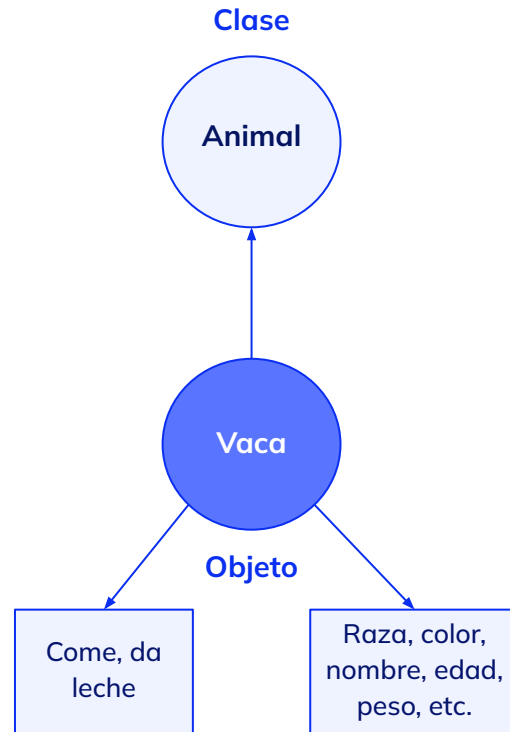 Clase
Animal
Vaca
Objeto
Come, da
leche
Raza, color,
nombre, edad,
peso, etc.